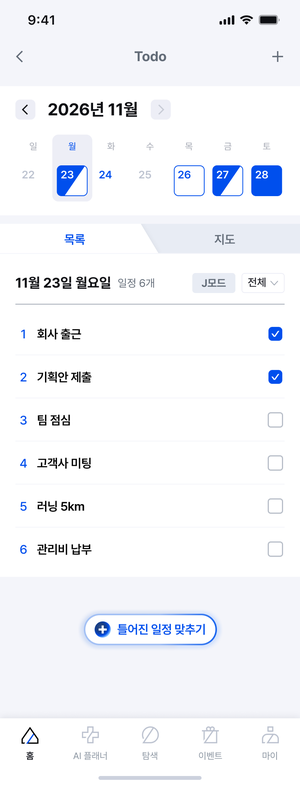 9:41
Todo
2026년 11월
일 월 화 수 목 금 토
22 23 24 25 26 27 28
목록 지도
11월 23일 월요일 일정 6개 J모드 전체
1 회사 출근
2 기획안 제출
3 팀 점심
4 고객사 미팅
5 러닝 5km
6 관리비 납부
틀어진 일정 맞추기
홈 AI 플래너 탐색 이벤트 마이